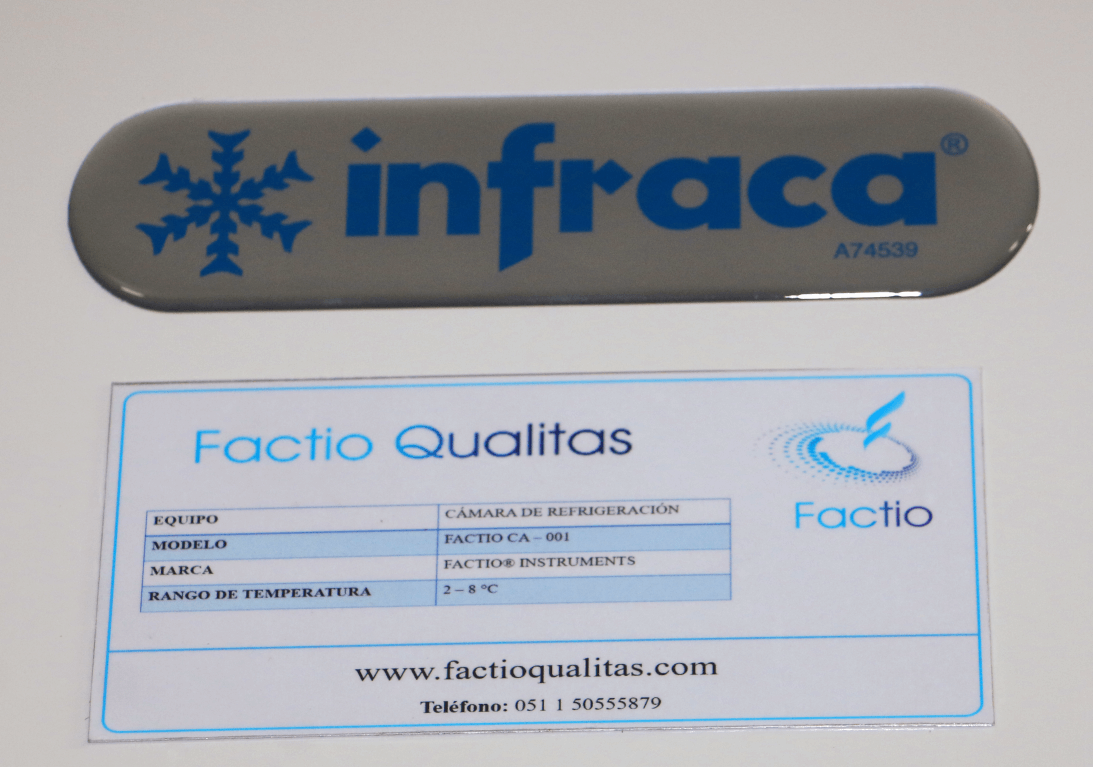 infraca®
A74539
Factio Qualitas
Factio
EQUIPO CÁMARA DE REFRIGERACIÓN
MODELO FACTIO CA – 001
MARCA FACTIO® INSTRUMENTS
RANGO DE TEMPERATURA 2 – 8 °C
www.factioqualitas.com
Teléfono: 051 1 50555879